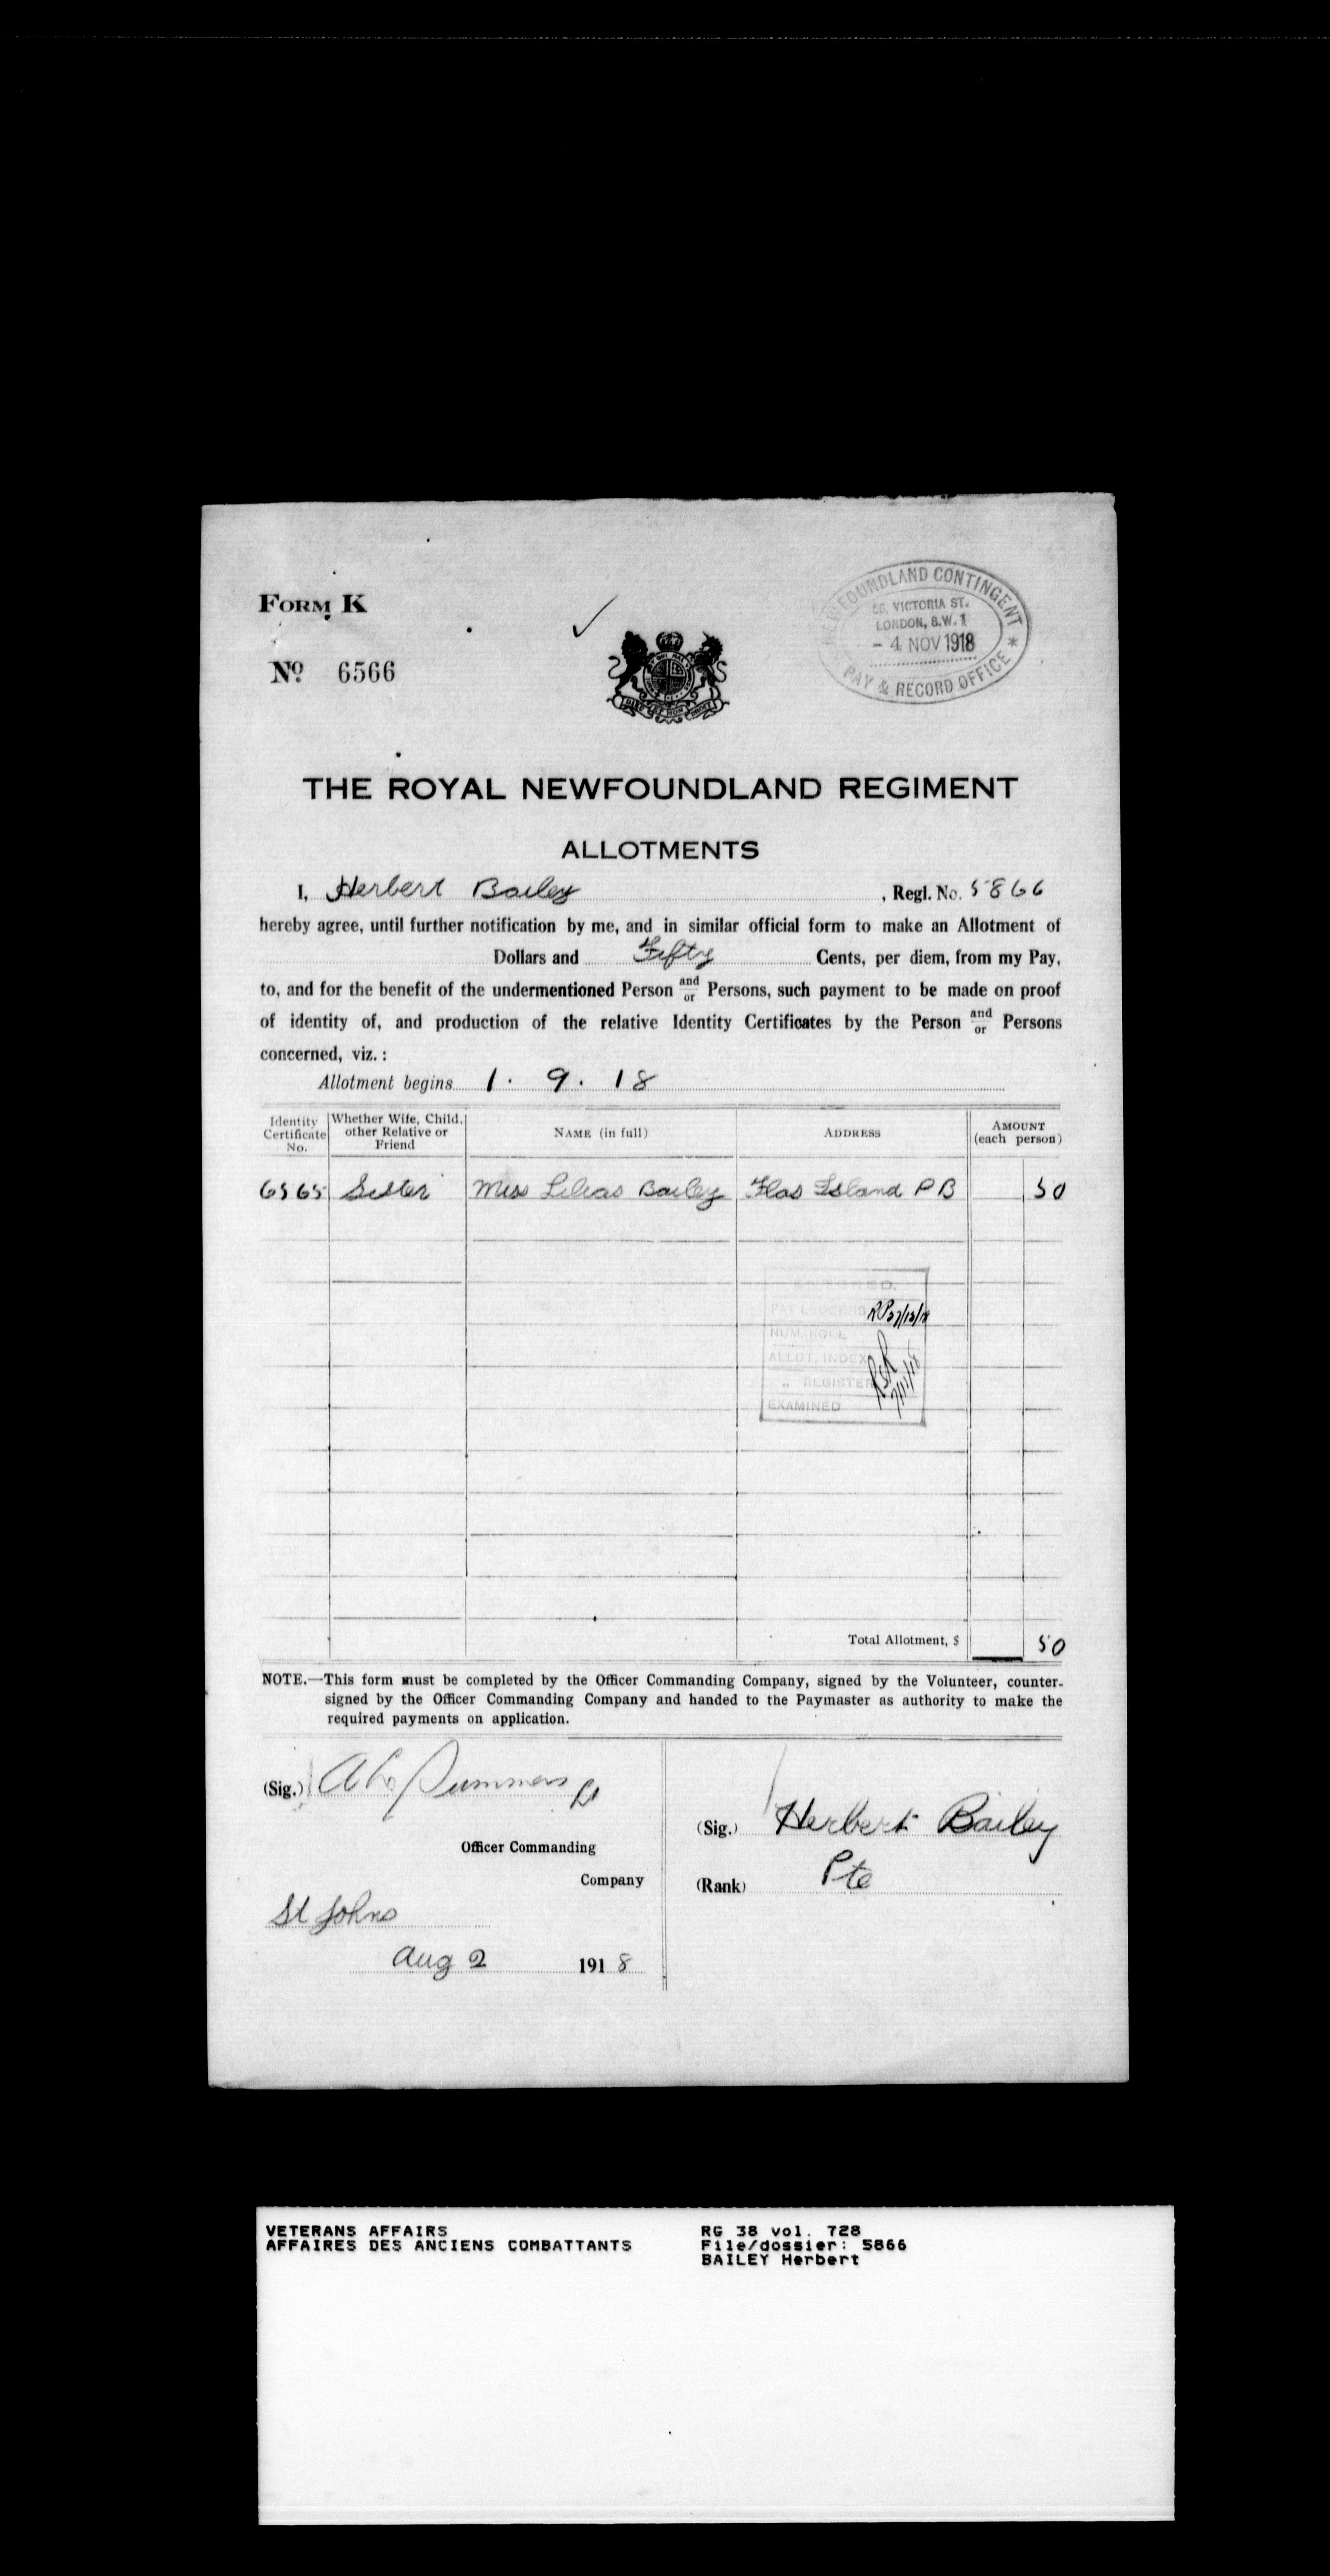 FORM K
NEWFOUNDLAND CONTINGENT
58, VICTORIA ST.
LONDON, S.W.1
- 4 NOV 1918
PAY & RECORD OFFICE *
No. 6566
THE ROYAL NEWFOUNDLAND REGIMENT
ALLOTMENTS
I, Herbert Bailey, Regl. No. 5866
hereby agree, until further notification by me, and in similar official form to make an Allotment of
Dollars and Fifty Cents, per diem, from my Pay,
to, and for the benefit of the undermentioned Person and/or Persons, such payment to be made on proof
of identity of, and production of the relative Identity Certificates by the Person and/or Persons
concerned, viz.:
Allotment begins 1. 9. 18
Identity Certificate No. Whether Wife, Child, other Relative or Friend NAME (in full) ADDRESS AMOUNT (each person)
6565 Sister Miss Lilias Bailey Flat Island P B 50
PAY LEDGERS
NUM. ROLL
ALLOT. INDEX
„ REGISTER
EXAMINED
Total Allotment, $ 50
NOTE.—This form must be completed by the Officer Commanding Company, signed by the Volunteer, counter-
signed by the Officer Commanding Company and handed to the Paymaster as authority to make the
required payments on application.
(Sig.) Summers Lt
Officer Commanding
Company
St Johns
Aug 2 1918
(Sig.) Herbert Bailey
(Rank) Pte
VETERANS AFFAIRS
AFFAIRES DES ANCIENS COMBATTANTS
RG 38 vol. 728
File/dossier: 5866
BAILEY Herbert